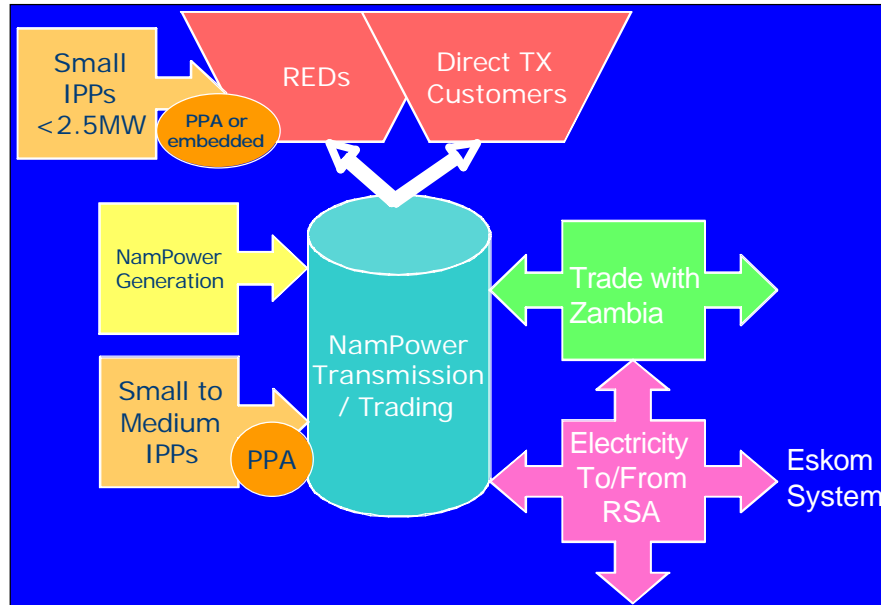 Small
IPPs
<2.5MW
PPA or
embedded
REDs
Direct TX
Customers
NamPower
Generation
Small to
Medium
IPPs
PPA
NamPower
Transmission
/ Trading
Trade with
Zambia
Electricity
To/From
RSA
Eskom
System